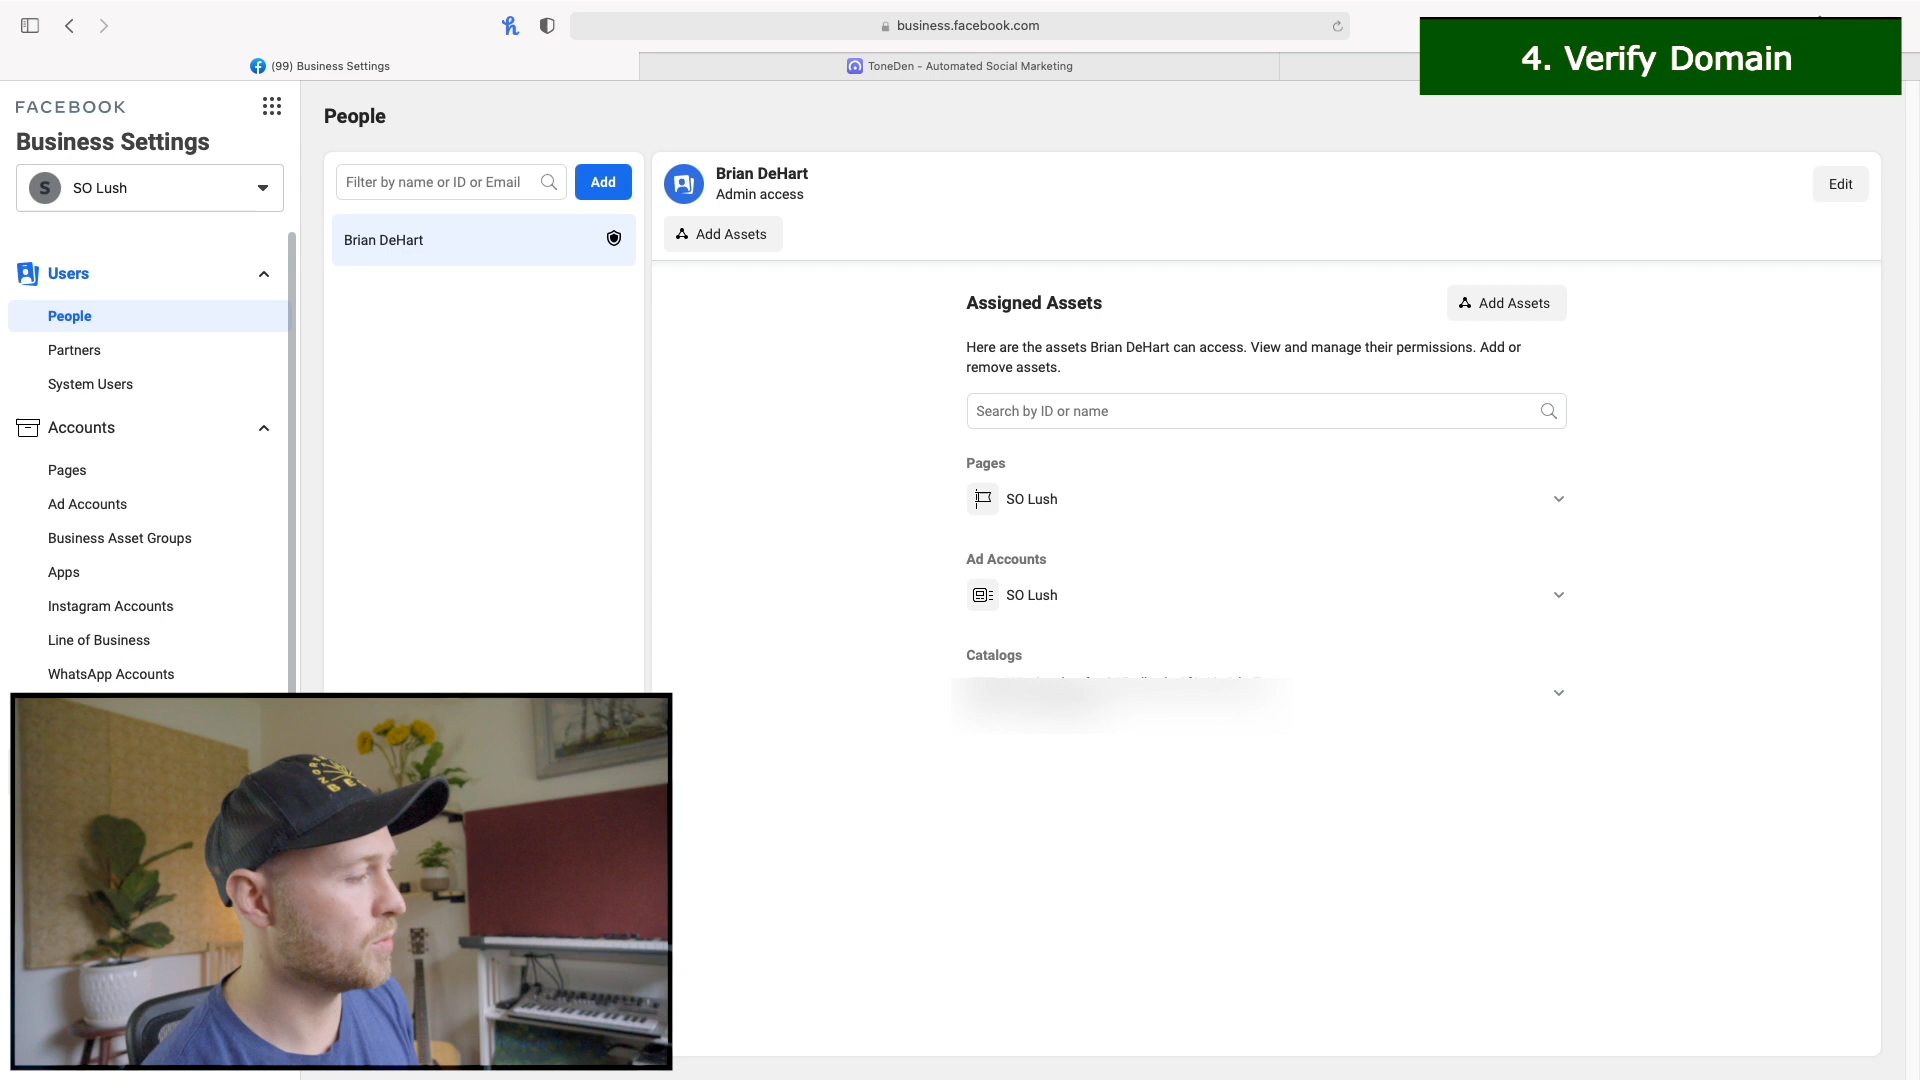 business.facebook.com
(99) Business Settings
ToneDen - Automated Social Marketing
4. Verify Domain
FACEBOOK
Business Settings
S SO Lush
Users
People
Partners
System Users
Accounts
Pages
Ad Accounts
Business Asset Groups
Apps
Instagram Accounts
Line of Business
WhatsApp Accounts
People
Filter by name or ID or Email
Add
Brian DeHart
Brian DeHart
Admin access
Edit
Add Assets
Assigned Assets
Add Assets
Here are the assets Brian DeHart can access. View and manage their permissions. Add or
remove assets.
Search by ID or name
Pages
SO Lush
Ad Accounts
SO Lush
Catalogs